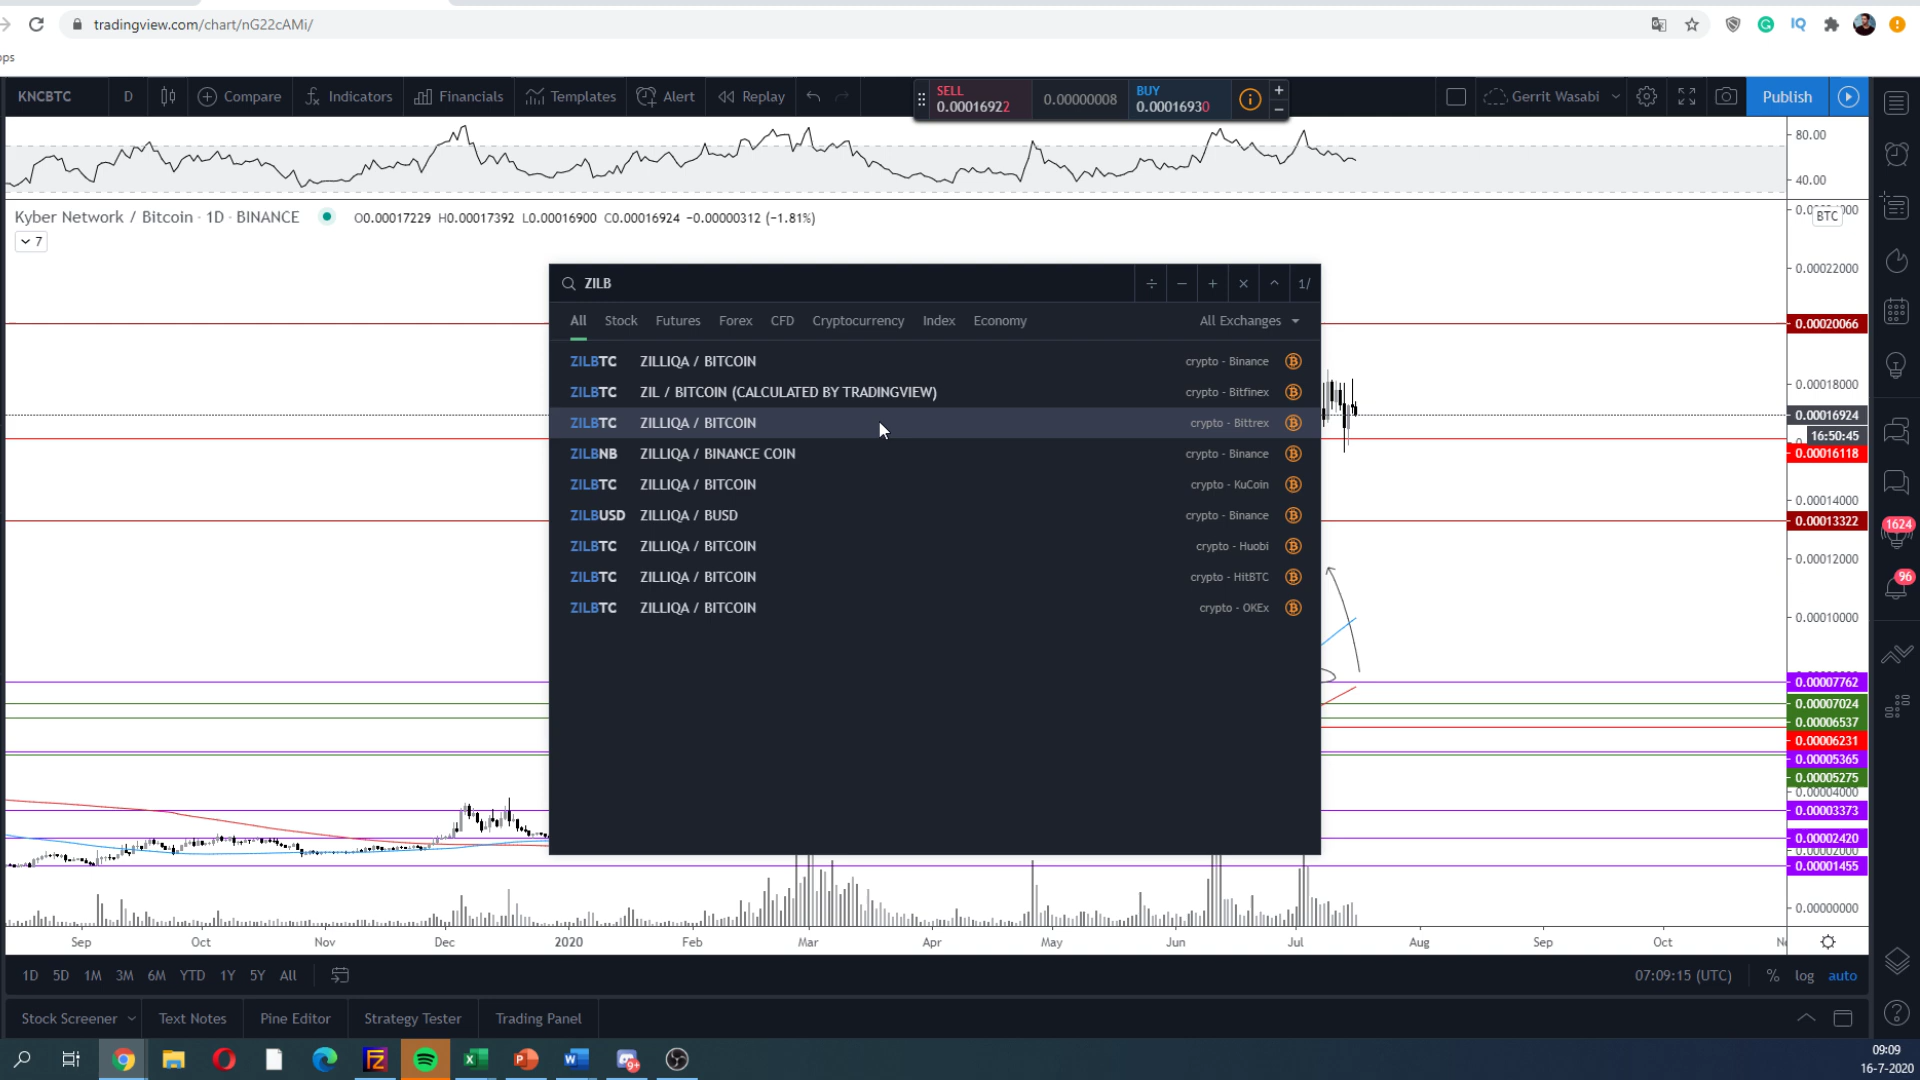 tradingview.com/chart/nG22cAMi/
IQ
ps
KNCBTC D Compare Indicators Financials Templates Alert Replay
SELL
0.00016922
0.00000008
BUY
0.00016930
Gerrit Wasabi
Publish
80.00
40.00
Kyber Network / Bitcoin · 1D · BINANCE O0.00017229 H0.00017392 L0.00016900 C0.00016924 −0.00000312 (−1.81%)
BTC
7
ZILB
÷ − + × ^ 1/
All Stock Futures Forex CFD Cryptocurrency Index Economy All Exchanges
ZILBTC ZILLIQA / BITCOIN crypto - Binance
ZILBTC ZIL / BITCOIN (CALCULATED BY TRADINGVIEW) crypto - Bitfinex
ZILBTC ZILLIQA / BITCOIN crypto - Bittrex
ZILBNB ZILLIQA / BINANCE COIN crypto - Binance
ZILBTC ZILLIQA / BITCOIN crypto - KuCoin
ZILBUSD ZILLIQA / BUSD crypto - Binance
ZILBTC ZILLIQA / BITCOIN crypto - Huobi
ZILBTC ZILLIQA / BITCOIN crypto - HitBTC
ZILBTC ZILLIQA / BITCOIN crypto - OKEx
0.00022000
0.00020066
0.00018000
0.00016924
16:50:45
0.00016118
0.00014000
0.00013322
0.00012000
0.00010000
0.00007762
0.00007024
0.00006537
0.00006231
0.00005365
0.00005275
0.00004000
0.00003373
0.00002420
0.00002000
0.00001455
0.00000000
1624
96
Sep Oct Nov Dec 2020 Feb Mar Apr May Jun Jul Aug Sep Oct
1D 5D 1M 3M 6M YTD 1Y 5Y All
07:09:15 (UTC) % log auto
Stock Screener Text Notes Pine Editor Strategy Tester Trading Panel
9+
09:09
16-7-2020